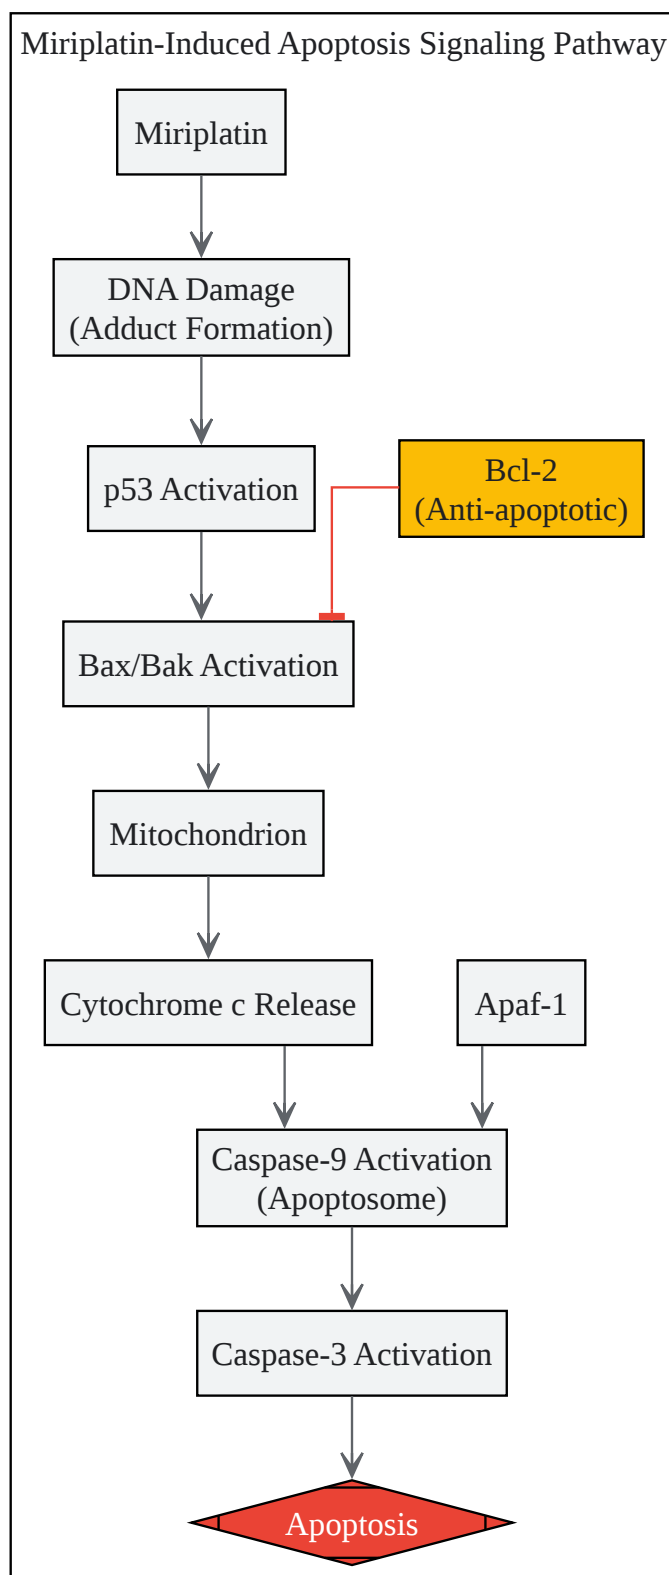 Miriplatin-Induced Apoptosis Signaling Pathway
Miriplatin
DNA Damage
(Adduct Formation)
p53 Activation
Bcl-2
(Anti-apoptotic)
Bax/Bak Activation
Mitochondrion
Cytochrome c Release
Apaf-1
Caspase-9 Activation
(Apoptosome)
Caspase-3 Activation
Apoptosis